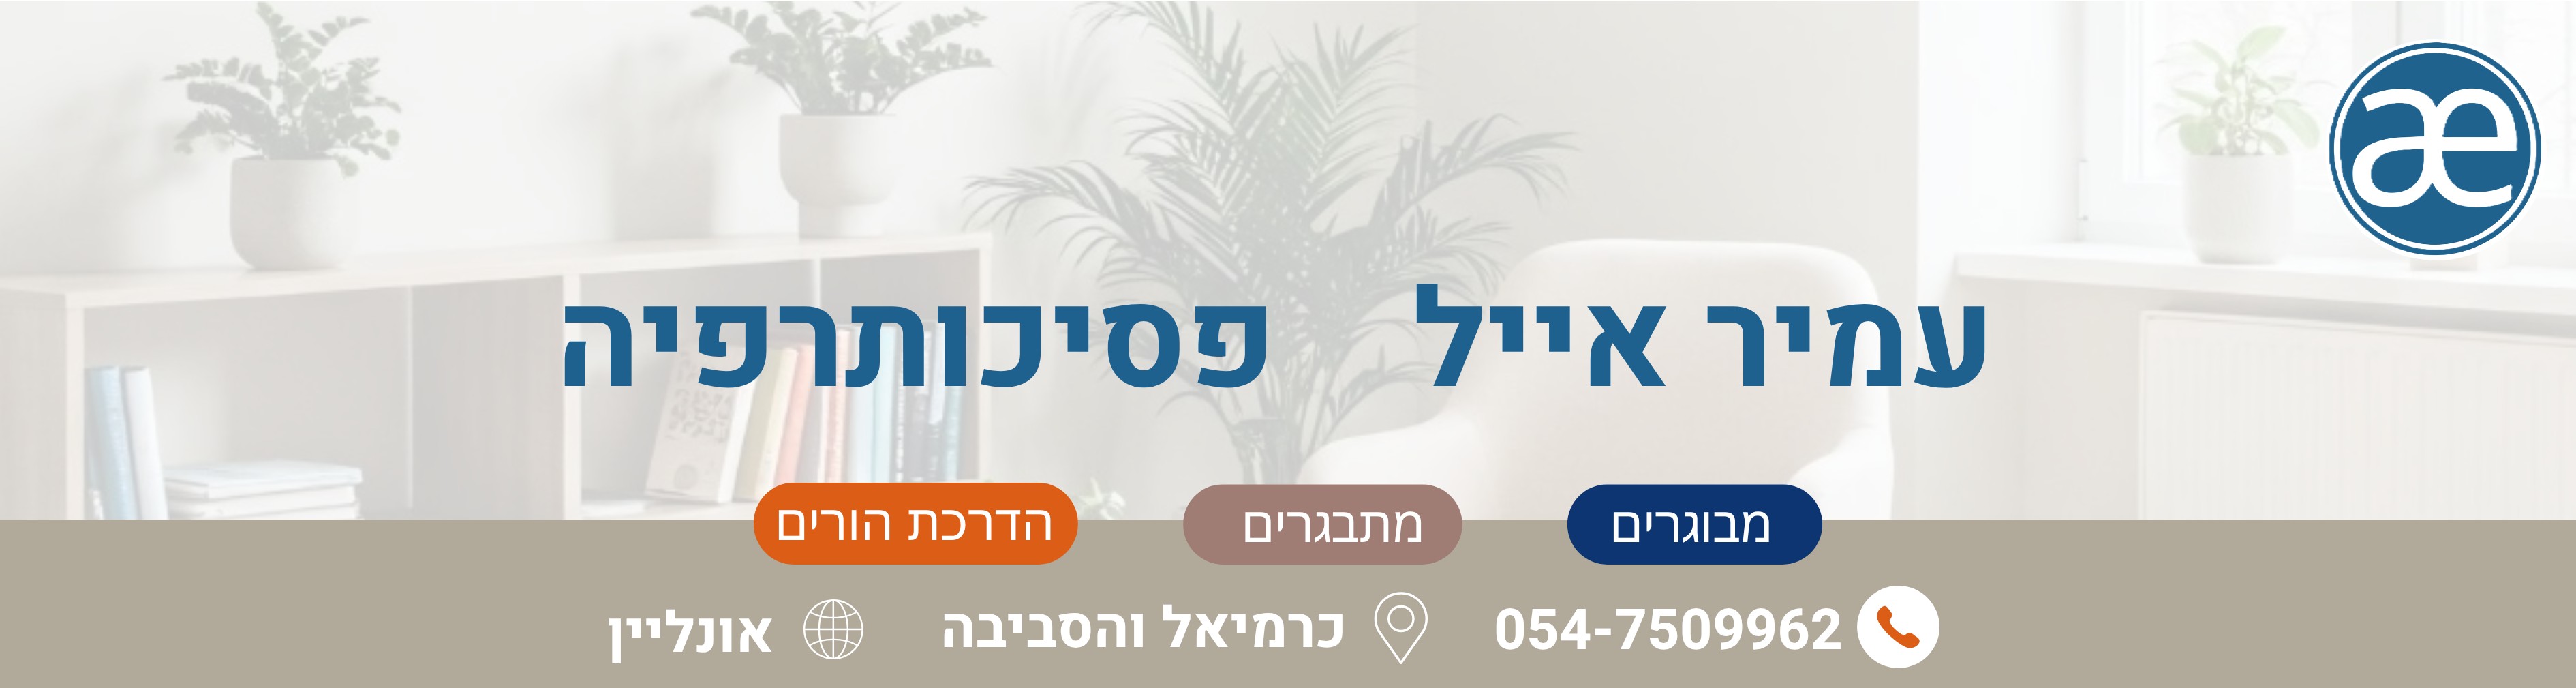 æ
עמיר אייל פסיכותרפיה
מבוגרים מתבגרים הדרכת הורים
054-7509962 כרמיאל והסביבה אונליין